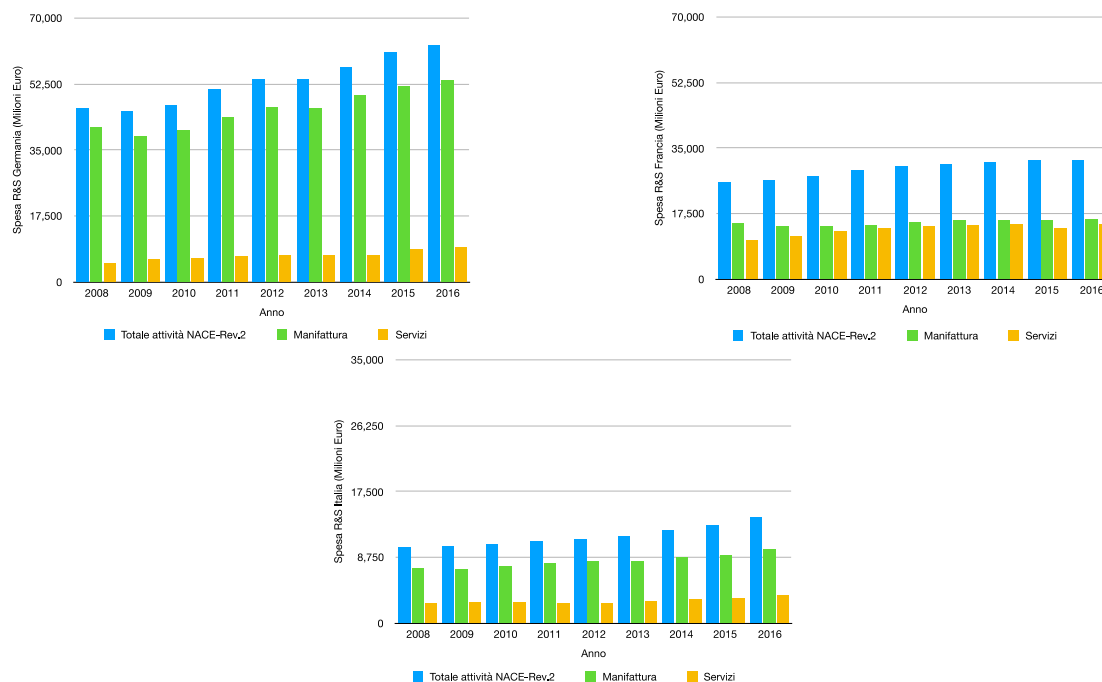 Spesa R&S Germania (Milioni Euro)
70,000
52,500
35,000
17,500
0
2008 2009 2010 2011 2012 2013 2014 2015 2016
Anno
Totale attività NACE-Rev.2 Manifattura Servizi
Spesa R&S Francia (Milioni Euro)
70,000
52,500
35,000
17,500
0
2008 2009 2010 2011 2012 2013 2014 2015 2016
Anno
Totale attività NACE-Rev.2 Manifattura Servizi
Spesa R&S Italia (Milioni Euro)
35,000
26,250
17,500
8,750
0
2008 2009 2010 2011 2012 2013 2014 2015 2016
Anno
Totale attività NACE-Rev.2 Manifattura Servizi